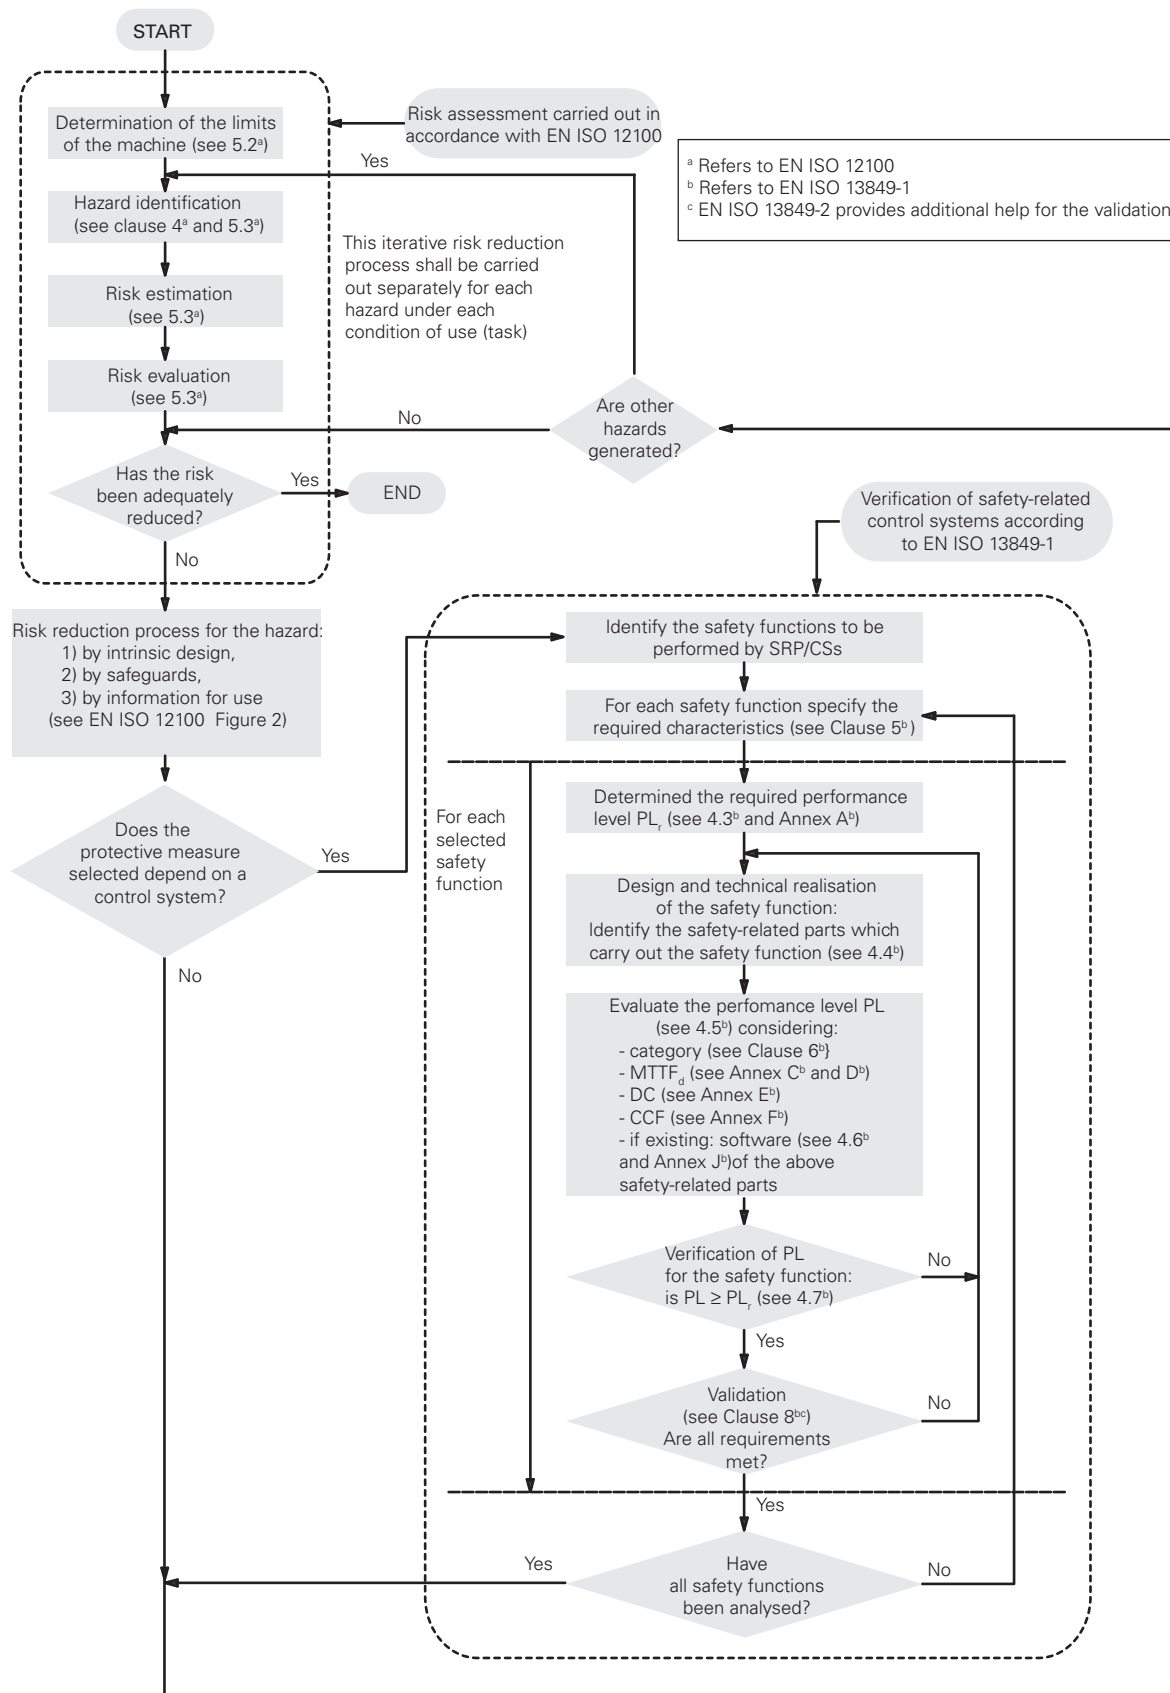 START
Determination of the limits
of the machine (see 5.2ᵃ)
Risk assessment carried out in
accordance with EN ISO 12100
Yes
ᵃ Refers to EN ISO 12100
ᵇ Refers to EN ISO 13849-1
ᶜ EN ISO 13849-2 provides additional help for the validation
Hazard identification
(see clause 4ᵃ and 5.3ᵃ)
This iterative risk reduction
process shall be carried
out separately for each
hazard under each
condition of use (task)
Risk estimation
(see 5.3ᵃ)
Risk evaluation
(see 5.3ᵃ)
Are other
hazards
generated?
No
Has the risk
been adequately
reduced?
Yes
END
No
Verification of safety-related
control systems according
to EN ISO 13849-1
Risk reduction process for the hazard:
1) by intrinsic design,
2) by safeguards,
3) by information for use
(see EN ISO 12100 Figure 2)
Identify the safety functions to be
performed by SRP/CSs
For each safety function specify the
required characteristics (see Clause 5ᵇ)
Does the
protective measure
selected depend on a
control system?
Yes
No
For each
selected
safety
function
Determined the required performance
level PLᵣ (see 4.3ᵇ and Annex Aᵇ)
Design and technical realisation
of the safety function:
Identify the safety-related parts which
carry out the safety function (see 4.4ᵇ)
Evaluate the perfomance level PL
(see 4.5ᵇ) considering:
- category (see Clause 6ᵇ}
- MTTFd (see Annex Cᵇ and Dᵇ)
- DC (see Annex Eᵇ)
- CCF (see Annex Fᵇ)
- if existing: software (see 4.6ᵇ
and Annex Jᵇ)of the above
safety-related parts
Verification of PL
for the safety function:
is PL ≥ PLᵣ (see 4.7ᵇ)
No
Yes
Validation
(see Clause 8ᵇᶜ)
Are all requirements
met?
No
Yes
Have
all safety functions
been analysed?
Yes
No